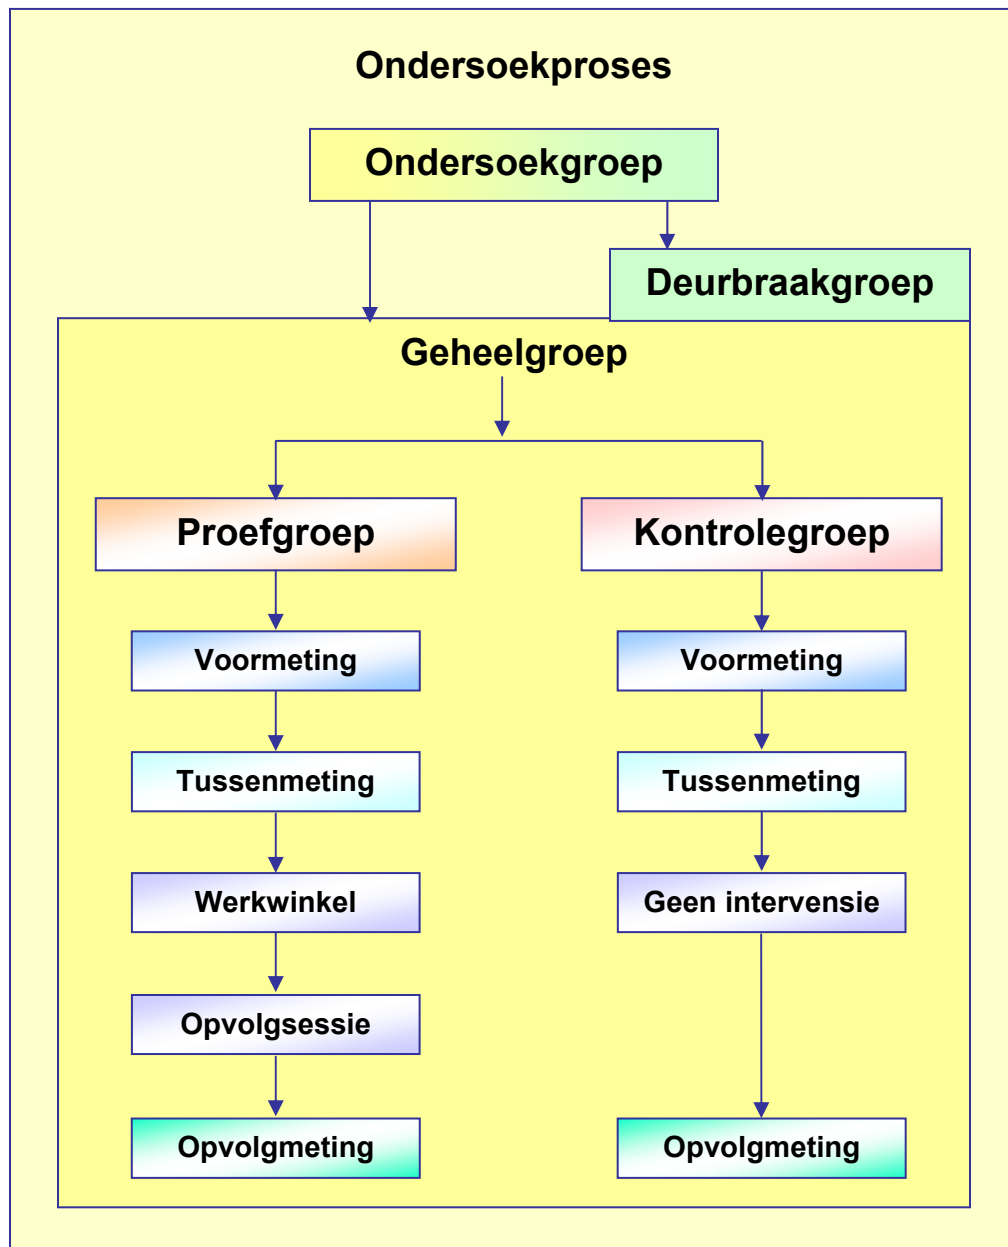 Ondersoekproses
Ondersoekgroep
Deurbraakgroep
Geheelgroep
Proefgroep
Kontrolegroep
Voormeting
Voormeting
Tussenmeting
Tussenmeting
Werkwinkel
Geen intervensie
Opvolgsessie
Opvolgmeting
Opvolgmeting